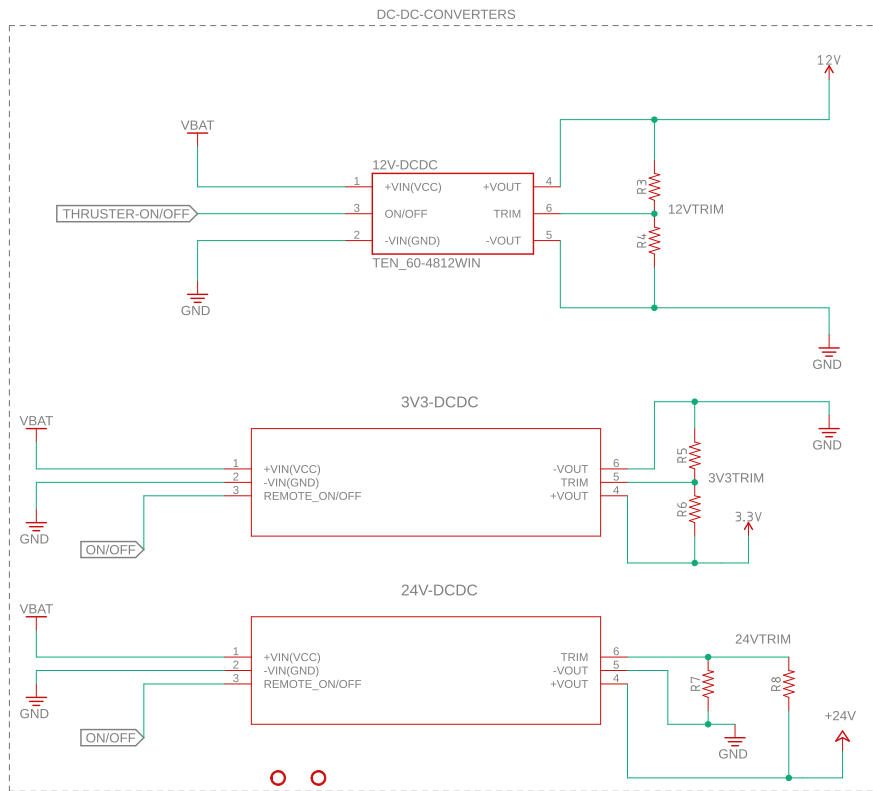 DC-DC-CONVERTERS
12V
VBAT
12V-DCDC
1 +VIN(VCC) +VOUT 4
THRUSTER-ON/OFF 3 ON/OFF TRIM 6
2 -VIN(GND) -VOUT 5
TEN_60-4812WIN
R3
12VTRIM
R4
GND
GND
3V3-DCDC
VBAT
GND
1 +VIN(VCC) -VOUT 6
2 -VIN(GND) TRIM 5
3 REMOTE_ON/OFF +VOUT 4
R5
3V3TRIM
R6
3.3V
GND
ON/OFF
24V-DCDC
VBAT
24VTRIM
1 +VIN(VCC) TRIM 6
2 -VIN(GND) -VOUT 5
3 REMOTE_ON/OFF +VOUT 4
R7
R8
GND
+24V
ON/OFF
GND